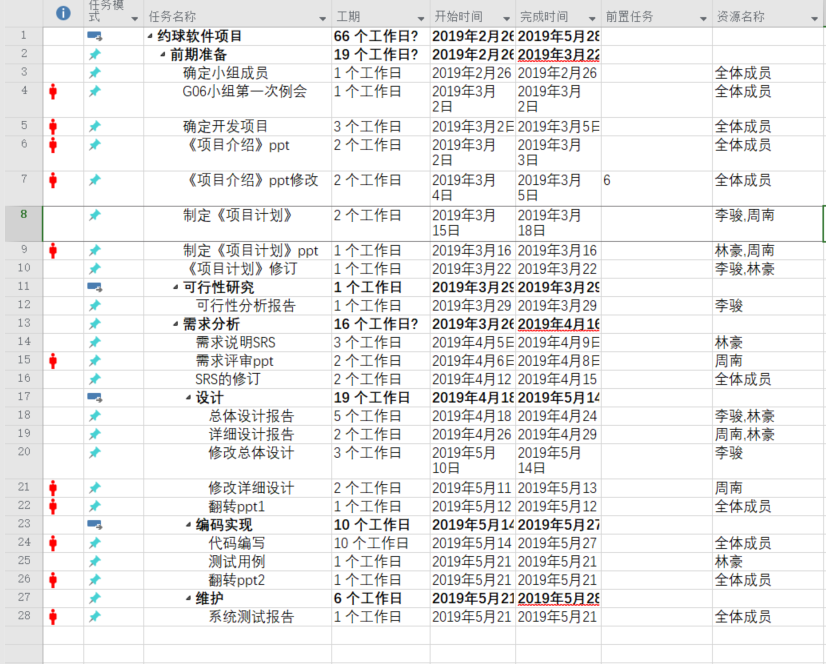 任务模式 任务名称 工期 开始时间 完成时间 前置任务 资源名称
1 约球软件项目 66 个工作日? 2019年2月26 2019年5月28
2 前期准备 19 个工作日? 2019年2月26 2019年3月22
3 确定小组成员 1 个工作日 2019年2月26 2019年2月26 全体成员
4 G06小组第一次例会 1 个工作日 2019年3月2日 2019年3月2日 全体成员
5 确定开发项目 3 个工作日 2019年3月2日 2019年3月5日 全体成员
6 《项目介绍》ppt 2 个工作日 2019年3月2日 2019年3月3日 全体成员
7 《项目介绍》ppt修改 2 个工作日 2019年3月4日 2019年3月5日 6 全体成员
8 制定《项目计划》 2 个工作日 2019年3月15日 2019年3月18日 李骏,周南
9 制定《项目计划》ppt 1 个工作日 2019年3月16 2019年3月16 林豪,周南
10 《项目计划》修订 1 个工作日 2019年3月22 2019年3月22 李骏,林豪
11 可行性研究 1 个工作日 2019年3月29 2019年3月29
12 可行性分析报告 1 个工作日 2019年3月29 2019年3月29 李骏
13 需求分析 16 个工作日? 2019年3月26 2019年4月16
14 需求说明SRS 3 个工作日 2019年4月5日 2019年4月9日 林豪
15 需求评审ppt 2 个工作日 2019年4月6日 2019年4月8日 周南
16 SRS的修订 2 个工作日 2019年4月12 2019年4月15 全体成员
17 设计 19 个工作日 2019年4月18 2019年5月14
18 总体设计报告 5 个工作日 2019年4月18 2019年4月24 李骏,林豪
19 详细设计报告 2 个工作日 2019年4月26 2019年4月29 周南,林豪
20 修改总体设计 3 个工作日 2019年5月10日 2019年5月14日 李骏
21 修改详细设计 2 个工作日 2019年5月11 2019年5月13 周南
22 翻转ppt1 1 个工作日 2019年5月12 2019年5月12 全体成员
23 编码实现 10 个工作日 2019年5月14 2019年5月27
24 代码编写 10 个工作日 2019年5月14 2019年5月27 全体成员
25 测试用例 1 个工作日 2019年5月21 2019年5月21 林豪
26 翻转ppt2 1 个工作日 2019年5月21 2019年5月21 全体成员
27 维护 6 个工作日 2019年5月21 2019年5月28
28 系统测试报告 1 个工作日 2019年5月21 2019年5月21 全体成员